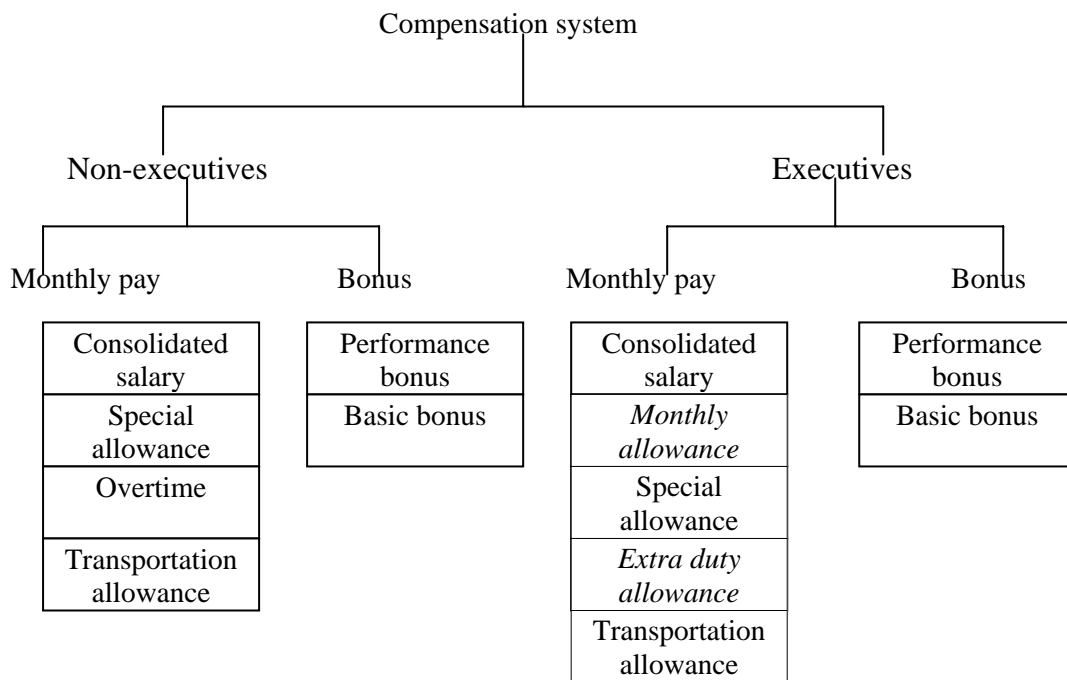 Compensation system
Non-executives
Executives
Monthly pay
Bonus
Monthly pay
Bonus
Consolidated
salary
Special
allowance
Overtime
Transportation
allowance
Performance
bonus
Basic bonus
Consolidated
salary
Monthly
allowance
Special
allowance
Extra duty
allowance
Transportation
allowance
Performance
bonus
Basic bonus